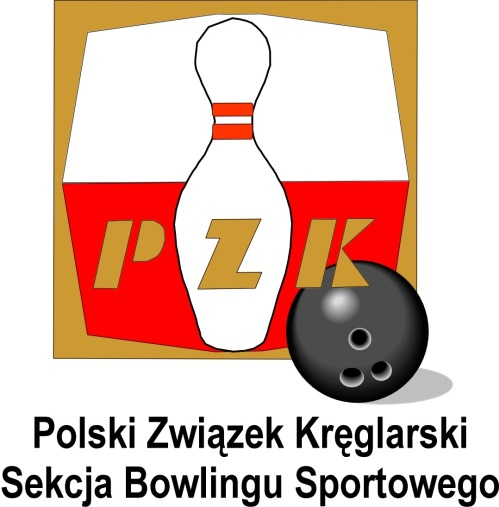 PZK
Polski Związek Kręglarski
Sekcja Bowlingu Sportowego